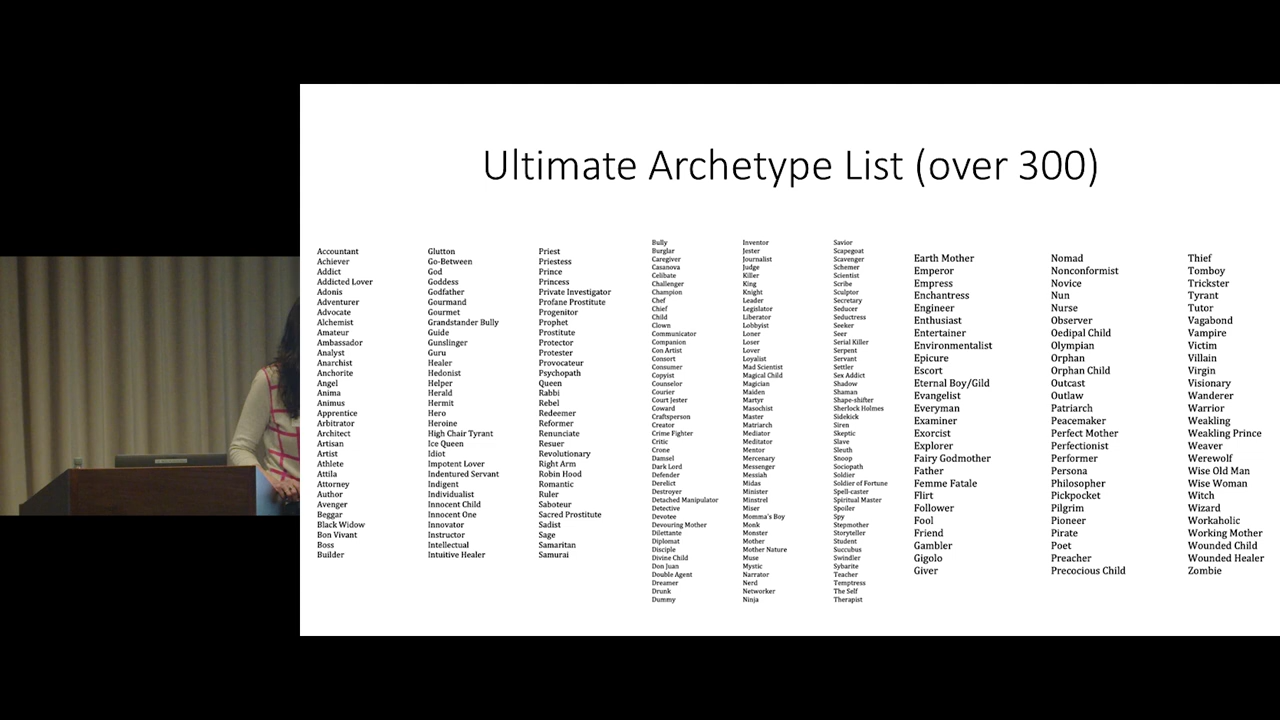 Ultimate Archetype List (over 300)
Accountant
Achiever
Addict
Addicted Lover
Adonis
Adventurer
Advocate
Alchemist
Amateur
Ambassador
Analyst
Anarchist
Anchorite
Angel
Anima
Animus
Apprentice
Arbitrator
Architect
Artisan
Artist
Athlete
Attila
Attorney
Author
Avenger
Beggar
Black Widow
Bon Vivant
Boss
Builder
Glutton
Go-Between
God
Goddess
Godfather
Gourmand
Gourmet
Grandstander Bully
Guide
Gunslinger
Guru
Healer
Hedonist
Helper
Herald
Hermit
Hero
Heroine
High Chair Tyrant
Ice Queen
Idiot
Impotent Lover
Indentured Servant
Indigent
Individualist
Innocent Child
Innocent One
Innovator
Instructor
Intellectual
Intuitive Healer
Priest
Priestess
Prince
Princess
Private Investigator
Profane Prostitute
Progenitor
Prophet
Prostitute
Protector
Protester
Provocateur
Psychopath
Queen
Rabbi
Rebel
Redeemer
Reformer
Renunciate
Resuer
Revolutionary
Right Arm
Robin Hood
Romantic
Ruler
Saboteur
Sacred Prostitute
Sadist
Sage
Samaritan
Samurai
Bully
Burglar
Caregiver
Casanova
Celibate
Challenger
Champion
Chef
Chief
Child
Clown
Communicator
Companion
Con Artist
Consort
Consumer
Copyist
Counselor
Courier
Court Jester
Coward
Craftsperson
Creator
Crime Fighter
Critic
Crone
Damsel
Dark Lord
Defender
Derelict
Destroyer
Detached Manipulator
Detective
Devotee
Devouring Mother
Dilettante
Diplomat
Disciple
Divine Child
Don Juan
Double Agent
Dreamer
Drunk
Dummy
Inventor
Jester
Journalist
Judge
Killer
King
Knight
Leader
Legislator
Liberator
Lobbyist
Loner
Loser
Lover
Loyalist
Mad Scientist
Magical Child
Magician
Maiden
Martyr
Masochist
Master
Matriarch
Mediator
Meditator
Mentor
Mercenary
Messenger
Messiah
Midas
Minister
Minstrel
Miser
Momma's Boy
Monk
Monster
Mother
Mother Nature
Muse
Mystic
Narrator
Nerd
Networker
Ninja
Savior
Scapegoat
Scavenger
Schemer
Scientist
Scribe
Sculptor
Secretary
Seducer
Seductress
Seeker
Seer
Serial Killer
Serpent
Servant
Settler
Sex Addict
Shadow
Shaman
Shape-shifter
Sherlock Holmes
Sidekick
Siren
Skeptic
Slave
Sleuth
Snoop
Sociopath
Soldier
Soldier of Fortune
Spell-caster
Spiritual Master
Spoiler
Spy
Stepmother
Storyteller
Student
Succubus
Swindler
Sybarite
Teacher
Temptress
The Self
Therapist
Earth Mother
Emperor
Empress
Enchantress
Engineer
Enthusiast
Entertainer
Environmentalist
Epicure
Escort
Eternal Boy/Gild
Evangelist
Everyman
Examiner
Exorcist
Explorer
Fairy Godmother
Father
Femme Fatale
Flirt
Follower
Fool
Friend
Gambler
Gigolo
Giver
Nomad
Nonconformist
Novice
Nun
Nurse
Observer
Oedipal Child
Olympian
Orphan
Orphan Child
Outcast
Outlaw
Patriarch
Peacemaker
Perfect Mother
Perfectionist
Performer
Persona
Philosopher
Pickpocket
Pilgrim
Pioneer
Pirate
Poet
Preacher
Precocious Child
Thief
Tomboy
Trickster
Tyrant
Tutor
Vagabond
Vampire
Victim
Villain
Virgin
Visionary
Wanderer
Warrior
Weakling
Weakling Prince
Weaver
Werewolf
Wise Old Man
Wise Woman
Witch
Wizard
Workaholic
Working Mother
Wounded Child
Wounded Healer
Zombie